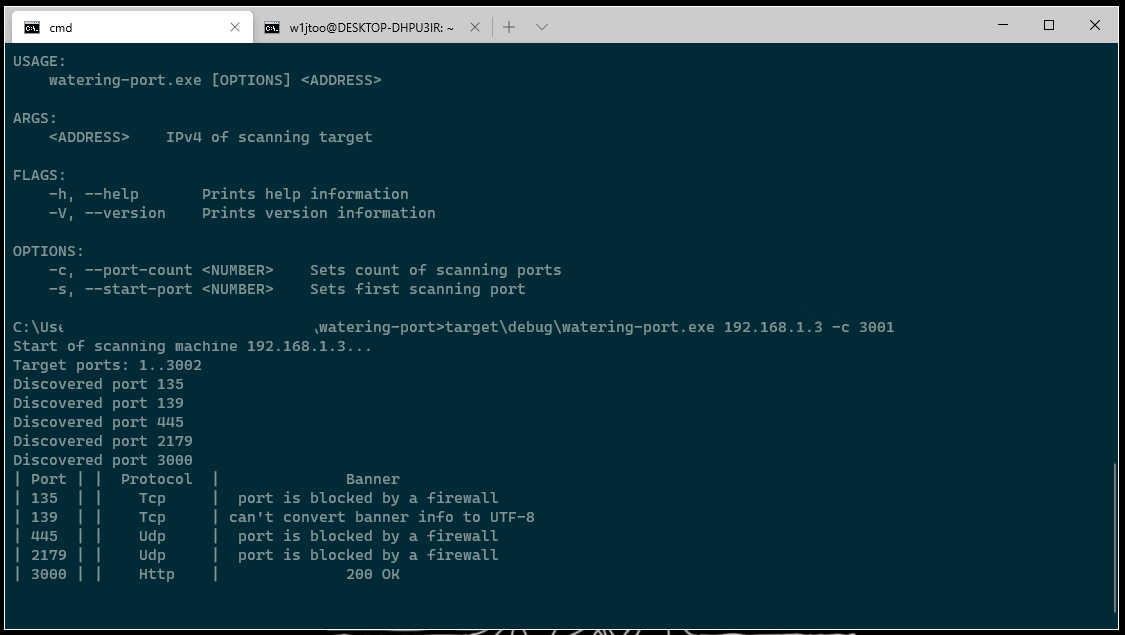 cmd
w1jtoo@DESKTOP-DHPU3IR: ~
USAGE:
    watering-port.exe [OPTIONS] <ADDRESS>
ARGS:
    <ADDRESS>    IPv4 of scanning target
FLAGS:
    -h, --help       Prints help information
    -V, --version    Prints version information
OPTIONS:
    -c, --port-count <NUMBER>    Sets count of scanning ports
    -s, --start-port <NUMBER>    Sets first scanning port
C:\Use \watering-port>target\debug\watering-port.exe 192.168.1.3 -c 3001
Start of scanning machine 192.168.1.3...
Target ports: 1..3002
Discovered port 135
Discovered port 139
Discovered port 445
Discovered port 2179
Discovered port 3000
| Port | |  Protocol  |              Banner
| 135  | |    Tcp     |  port is blocked by a firewall
| 139  | |    Tcp     | can't convert banner info to UTF-8
| 445  | |    Udp     |  port is blocked by a firewall
| 2179 | |    Udp     |  port is blocked by a firewall
| 3000 | |    Http    |              200 OK